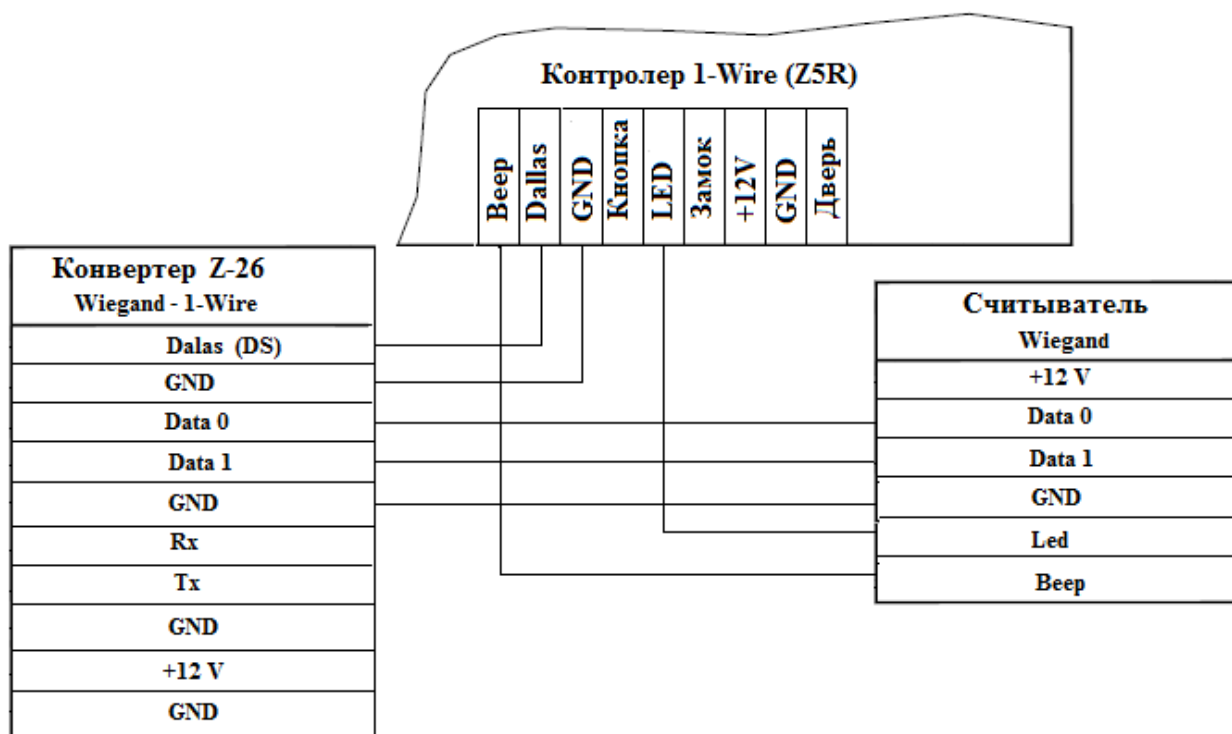 Контролер 1-Wire (Z5R)
Beep
Dallas
GND
Кнопка
LED
Замок
+12V
GND
Дверь
Конвертер Z-26
Wiegand - 1-Wire
Dalas (DS)
GND
Data 0
Data 1
GND
Rx
Tx
GND
+12 V
GND
Считыватель
Wiegand
+12 V
Data 0
Data 1
GND
Led
Beep